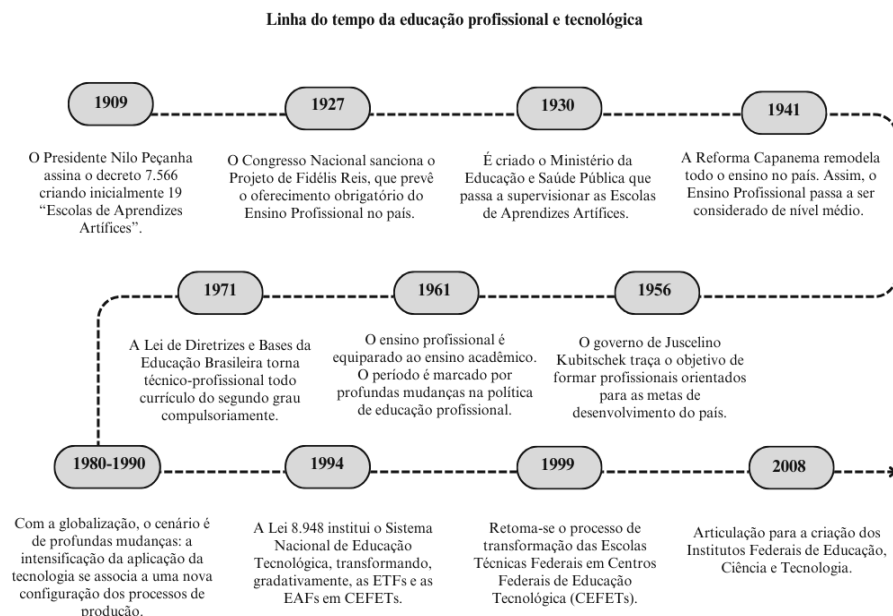 Linha do tempo da educação profissional e tecnológica
1909
O Presidente Nilo Peçanha
assina o decreto 7.566
criando inicialmente 19
“Escolas de Aprendizes
Artífices”.
1927
O Congresso Nacional sanciona o
Projeto de Fidélis Reis, que prevê
o oferecimento obrigatório do
Ensino Profissional no país.
1930
É criado o Ministério da
Educação e Saúde Pública que
passa a supervisionar as Escolas
de Aprendizes Artífices.
1941
A Reforma Capanema remodela
todo o ensino no país. Assim, o
Ensino Profissional passa a ser
considerado de nível médio.
1956
O governo de Juscelino
Kubitschek traça o objetivo de
formar profissionais orientados
para as metas de
desenvolvimento do país.
1961
O ensino profissional é
equiparado ao ensino acadêmico.
O período é marcado por
profundas mudanças na política
de educação profissional.
1971
A Lei de Diretrizes e Bases da
Educação Brasileira torna
técnico-profissional todo
currículo do segundo grau
compulsoriamente.
1980-1990
Com a globalização, o cenário é
de profundas mudanças: a
intensificação da aplicação da
tecnologia se associa a uma nova
configuração dos processos de
produção.
1994
A Lei 8.948 institui o Sistema
Nacional de Educação
Tecnológica, transformando,
gradativamente, as ETFs e as
EAFs em CEFETs.
1999
Retoma-se o processo de
transformação das Escolas
Técnicas Federais em Centros
Federais de Educação
Tecnológica (CEFETs).
2008
Articulação para a criação dos
Institutos Federais de Educação,
Ciência e Tecnologia.